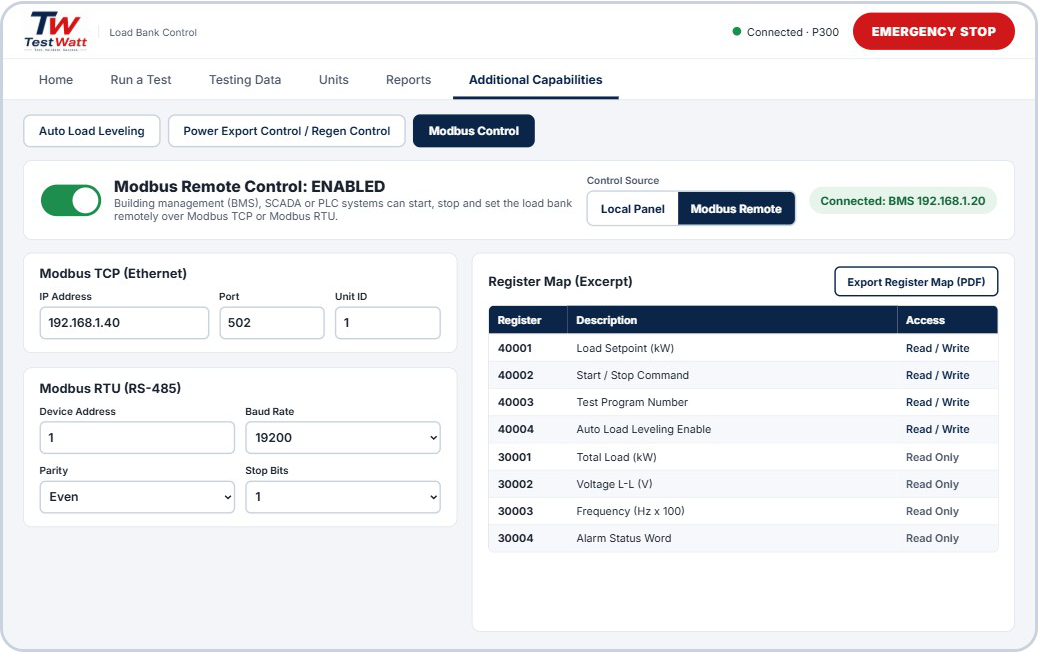 TW
TestWatt
Load Bank Control
Connected · P300
EMERGENCY STOP
Home
Run a Test
Testing Data
Units
Reports
Additional Capabilities
Auto Load Leveling
Power Export Control / Regen Control
Modbus Control
Modbus Remote Control: ENABLED
Building management (BMS), SCADA or PLC systems can start, stop and set the load bank
remotely over Modbus TCP or Modbus RTU.
Control Source
Local Panel
Modbus Remote
Connected: BMS 192.168.1.20
Modbus TCP (Ethernet)
IP Address Port Unit ID
192.168.1.40 502 1
Modbus RTU (RS-485)
Device Address Baud Rate
1 19200
Parity Stop Bits
Even 1
Register Map (Excerpt)
Export Register Map (PDF)
Register Description Access
40001 Load Setpoint (kW) Read / Write
40002 Start / Stop Command Read / Write
40003 Test Program Number Read / Write
40004 Auto Load Leveling Enable Read / Write
30001 Total Load (kW) Read Only
30002 Voltage L-L (V) Read Only
30003 Frequency (Hz x 100) Read Only
30004 Alarm Status Word Read Only